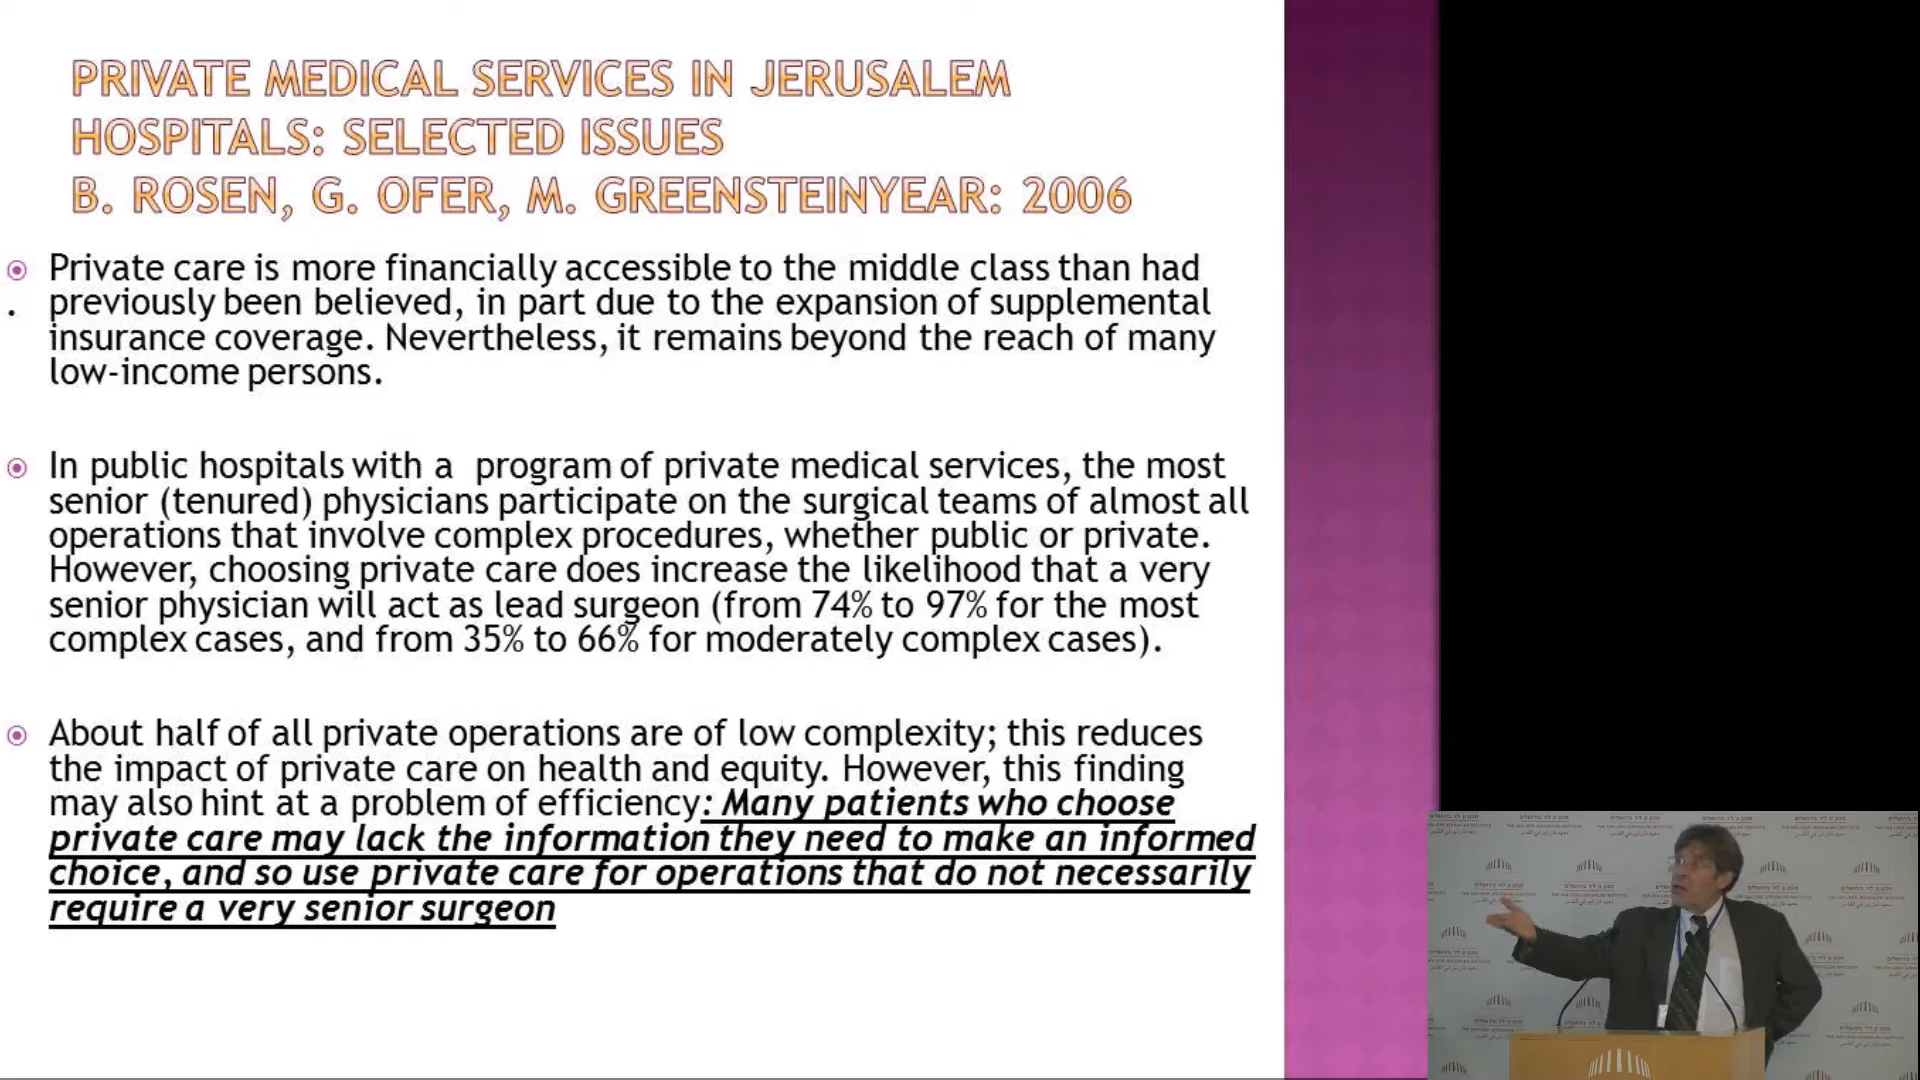 PRIVATE MEDICAL SERVICES IN JERUSALEM
HOSPITALS: SELECTED ISSUES
B. ROSEN, G. OFER, M. GREENSTEINYEAR: 2006
Private care is more financially accessible to the middle class than had
. previously been believed, in part due to the expansion of supplemental
insurance coverage. Nevertheless, it remains beyond the reach of many
low-income persons.
In public hospitals with a program of private medical services, the most
senior (tenured) physicians participate on the surgical teams of almost all
operations that involve complex procedures, whether public or private.
However, choosing private care does increase the likelihood that a very
senior physician will act as lead surgeon (from 74% to 97% for the most
complex cases, and from 35% to 66% for moderately complex cases).
About half of all private operations are of low complexity; this reduces
the impact of private care on health and equity. However, this finding
may also hint at a problem of efficiency: Many patients who choose
private care may lack the information they need to make an informed
choice, and so use private care for operations that do not necessarily
require a very senior surgeon